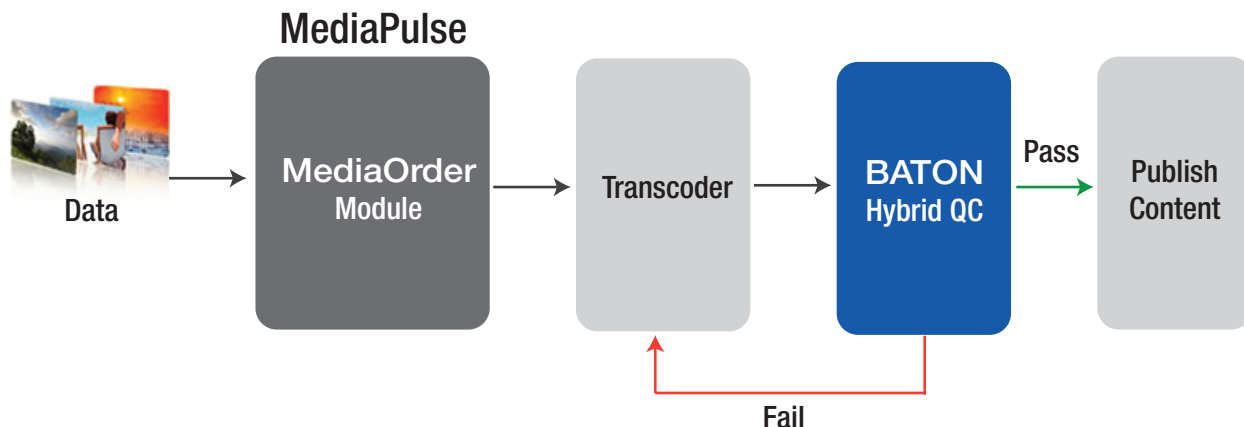 MediaPulse
Data
MediaOrder
Module
Transcoder
BATON
Hybrid QC
Pass
Publish
Content
Fail